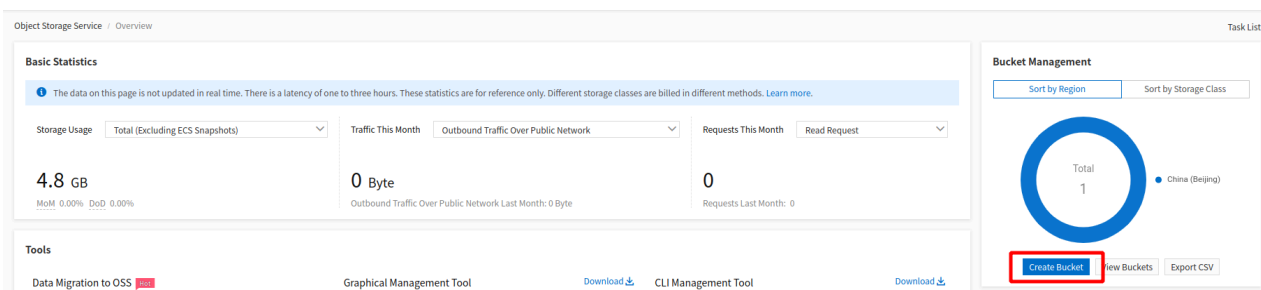 Object Storage Service / Overview
Task List
Basic Statistics
The data on this page is not updated in real time. There is a latency of one to three hours. These statistics are for reference only. Different storage classes are billed in different methods. Learn more.
Storage Usage Total (Excluding ECS Snapshots)
4.8 GB
MoM 0.00% DoD 0.00%
Traffic This Month Outbound Traffic Over Public Network
0 Byte
Outbound Traffic Over Public Network Last Month: 0 Byte
Requests This Month Read Request
0
Requests Last Month: 0
Bucket Management
Sort by Region Sort by Storage Class
Total
1
China (Beijing)
Create Bucket View Buckets Export CSV
Tools
Data Migration to OSS Hot
Graphical Management Tool Download
CLI Management Tool Download